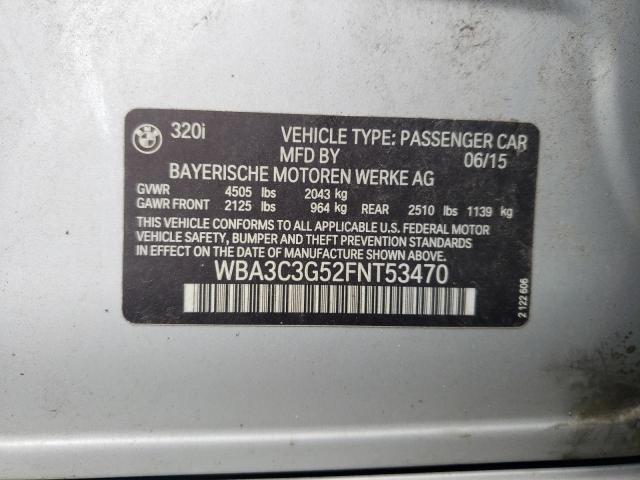 BMW
320i VEHICLE TYPE: PASSENGER CAR
MFD BY 06/15
BAYERISCHE MOTOREN WERKE AG
GVWR 4505 lbs 2043 kg
GAWR FRONT 2125 lbs 964 kg REAR 2510 lbs 1139 kg
THIS VEHICLE CONFORMS TO ALL APPLICABLE U.S. FEDERAL MOTOR
VEHICLE SAFETY, BUMPER AND THEFT PREVENTION STANDARDS
IN EFFECT ON THE DATE OF MANUFACTURE SHOWN ABOVE.
WBA3C3G52FNT53470
2 122 606